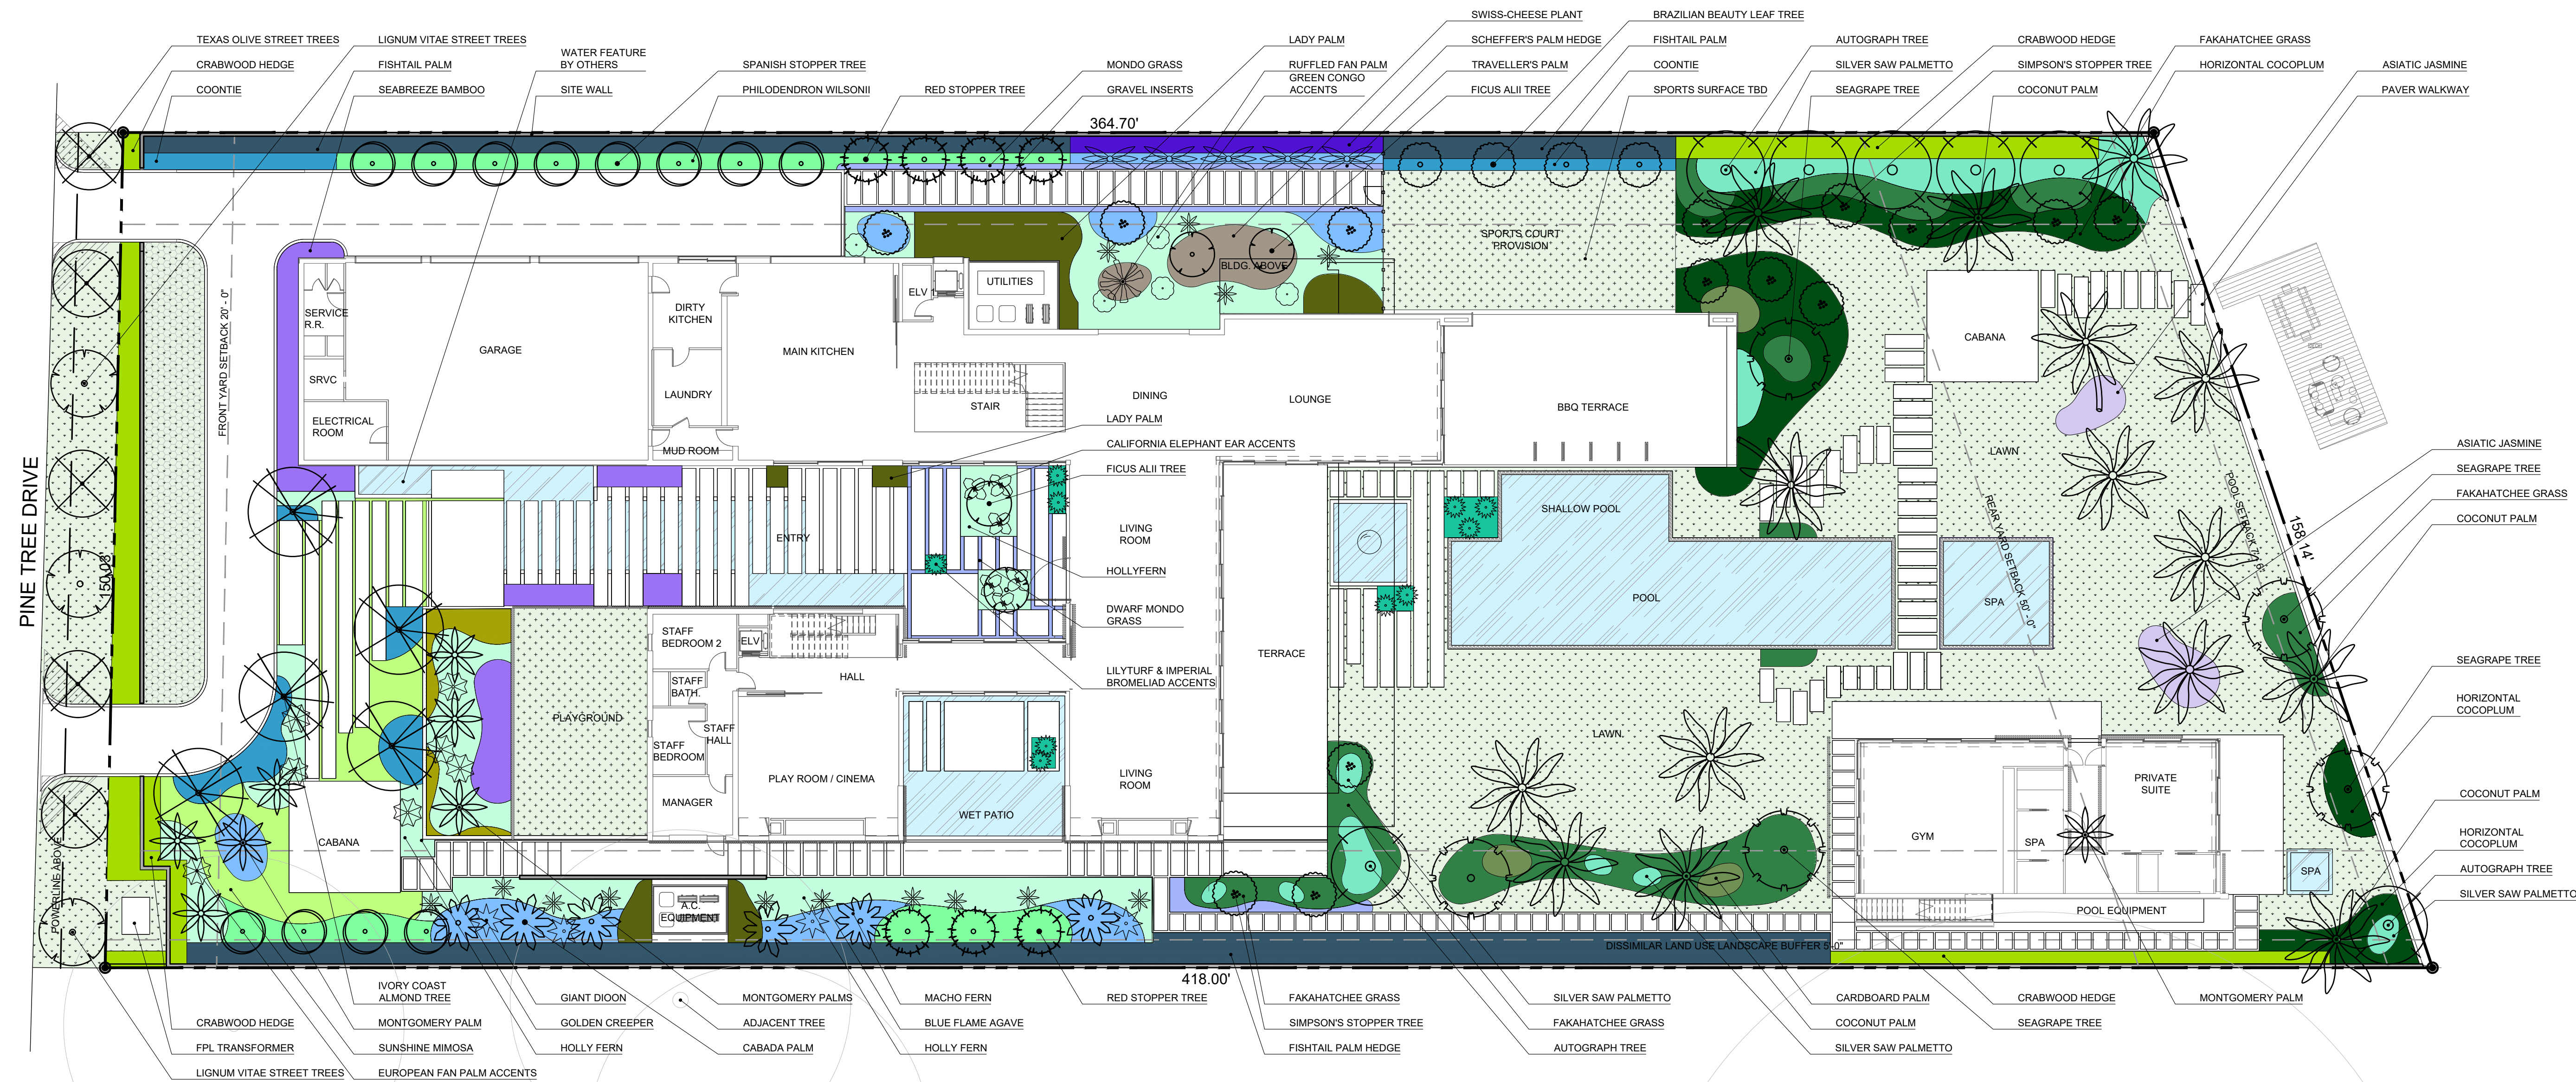 SWISS-CHEESE PLANT
BRAZILIAN BEAUTY LEAF TREE
TEXAS OLIVE STREET TREES
LIGNUM VITAE STREET TREES
WATER FEATURE
BY OTHERS
LADY PALM
SCHEFFER'S PALM HEDGE
FISHTAIL PALM
AUTOGRAPH TREE
CRABWOOD HEDGE
FAKAHATCHEE GRASS
CRABWOOD HEDGE
FISHTAIL PALM
SPANISH STOPPER TREE
MONDO GRASS
RUFFLED FAN PALM
TRAVELLER'S PALM
COONTIE
SILVER SAW PALMETTO
SIMPSON'S STOPPER TREE
HORIZONTAL COCOPLUM
ASIATIC JASMINE
COONTIE
SEABREEZE BAMBOO
SITE WALL
PHILODENDRON WILSONII
RED STOPPER TREE
GRAVEL INSERTS
GREEN CONGO
ACCENTS
FICUS ALII TREE
SPORTS SURFACE TBD
SEAGRAPE TREE
COCONUT PALM
PAVER WALKWAY
364.70'
SPORTS COURT
PROVISION
BLDG. ABOVE
FRONT YARD SETBACK 20' - 0"
SERVICE
R.R.
GARAGE
DIRTY
KITCHEN
MAIN KITCHEN
ELV 1
UTILITIES
SRVC
LAUNDRY
ELECTRICAL
ROOM
MUD ROOM
STAIR
DINING
LOUNGE
BBQ TERRACE
CABANA
LAWN
LADY PALM
CALIFORNIA ELEPHANT EAR ACCENTS
FICUS ALII TREE
ASIATIC JASMINE
SEAGRAPE TREE
FAKAHATCHEE GRASS
COCONUT PALM
PINE TREE DRIVE
150.03'
ENTRY
LIVING
ROOM
SHALLOW POOL
POOL
SPA
REAR YARD SETBACK 50' - 0"
POOL SETBACK 7'-6"
158.14'
HOLLYFERN
DWARF MONDO
GRASS
LILYTURF & IMPERIAL
BROMELIAD ACCENTS
STAFF
BEDROOM 2
ELV
HALL
TERRACE
STAFF
BATH.
PLAYGROUND
STAFF
HALL
STAFF
BEDROOM
PLAY ROOM / CINEMA
MANAGER
WET PATIO
LIVING
ROOM
LAWN
SEAGRAPE TREE
HORIZONTAL
COCOPLUM
PRIVATE
SUITE
GYM
SPA
SPA
POOL EQUIPMENT
COCONUT PALM
HORIZONTAL
COCOPLUM
AUTOGRAPH TREE
SILVER SAW PALMETTO
POWERLINE ABOVE
CABANA
A.C.
EQUIPMENT
DISSIMILAR LAND USE LANDSCAPE BUFFER 5'-0"
418.00'
IVORY COAST
ALMOND TREE
GIANT DIOON
MONTGOMERY PALMS
MACHO FERN
RED STOPPER TREE
FAKAHATCHEE GRASS
SILVER SAW PALMETTO
CARDBOARD PALM
CRABWOOD HEDGE
MONTGOMERY PALM
CRABWOOD HEDGE
MONTGOMERY PALM
GOLDEN CREEPER
ADJACENT TREE
BLUE FLAME AGAVE
SIMPSON'S STOPPER TREE
FAKAHATCHEE GRASS
COCONUT PALM
SEAGRAPE TREE
FPL TRANSFORMER
SUNSHINE MIMOSA
HOLLY FERN
CABADA PALM
HOLLY FERN
FISHTAIL PALM HEDGE
AUTOGRAPH TREE
SILVER SAW PALMETTO
LIGNUM VITAE STREET TREES
EUROPEAN FAN PALM ACCENTS